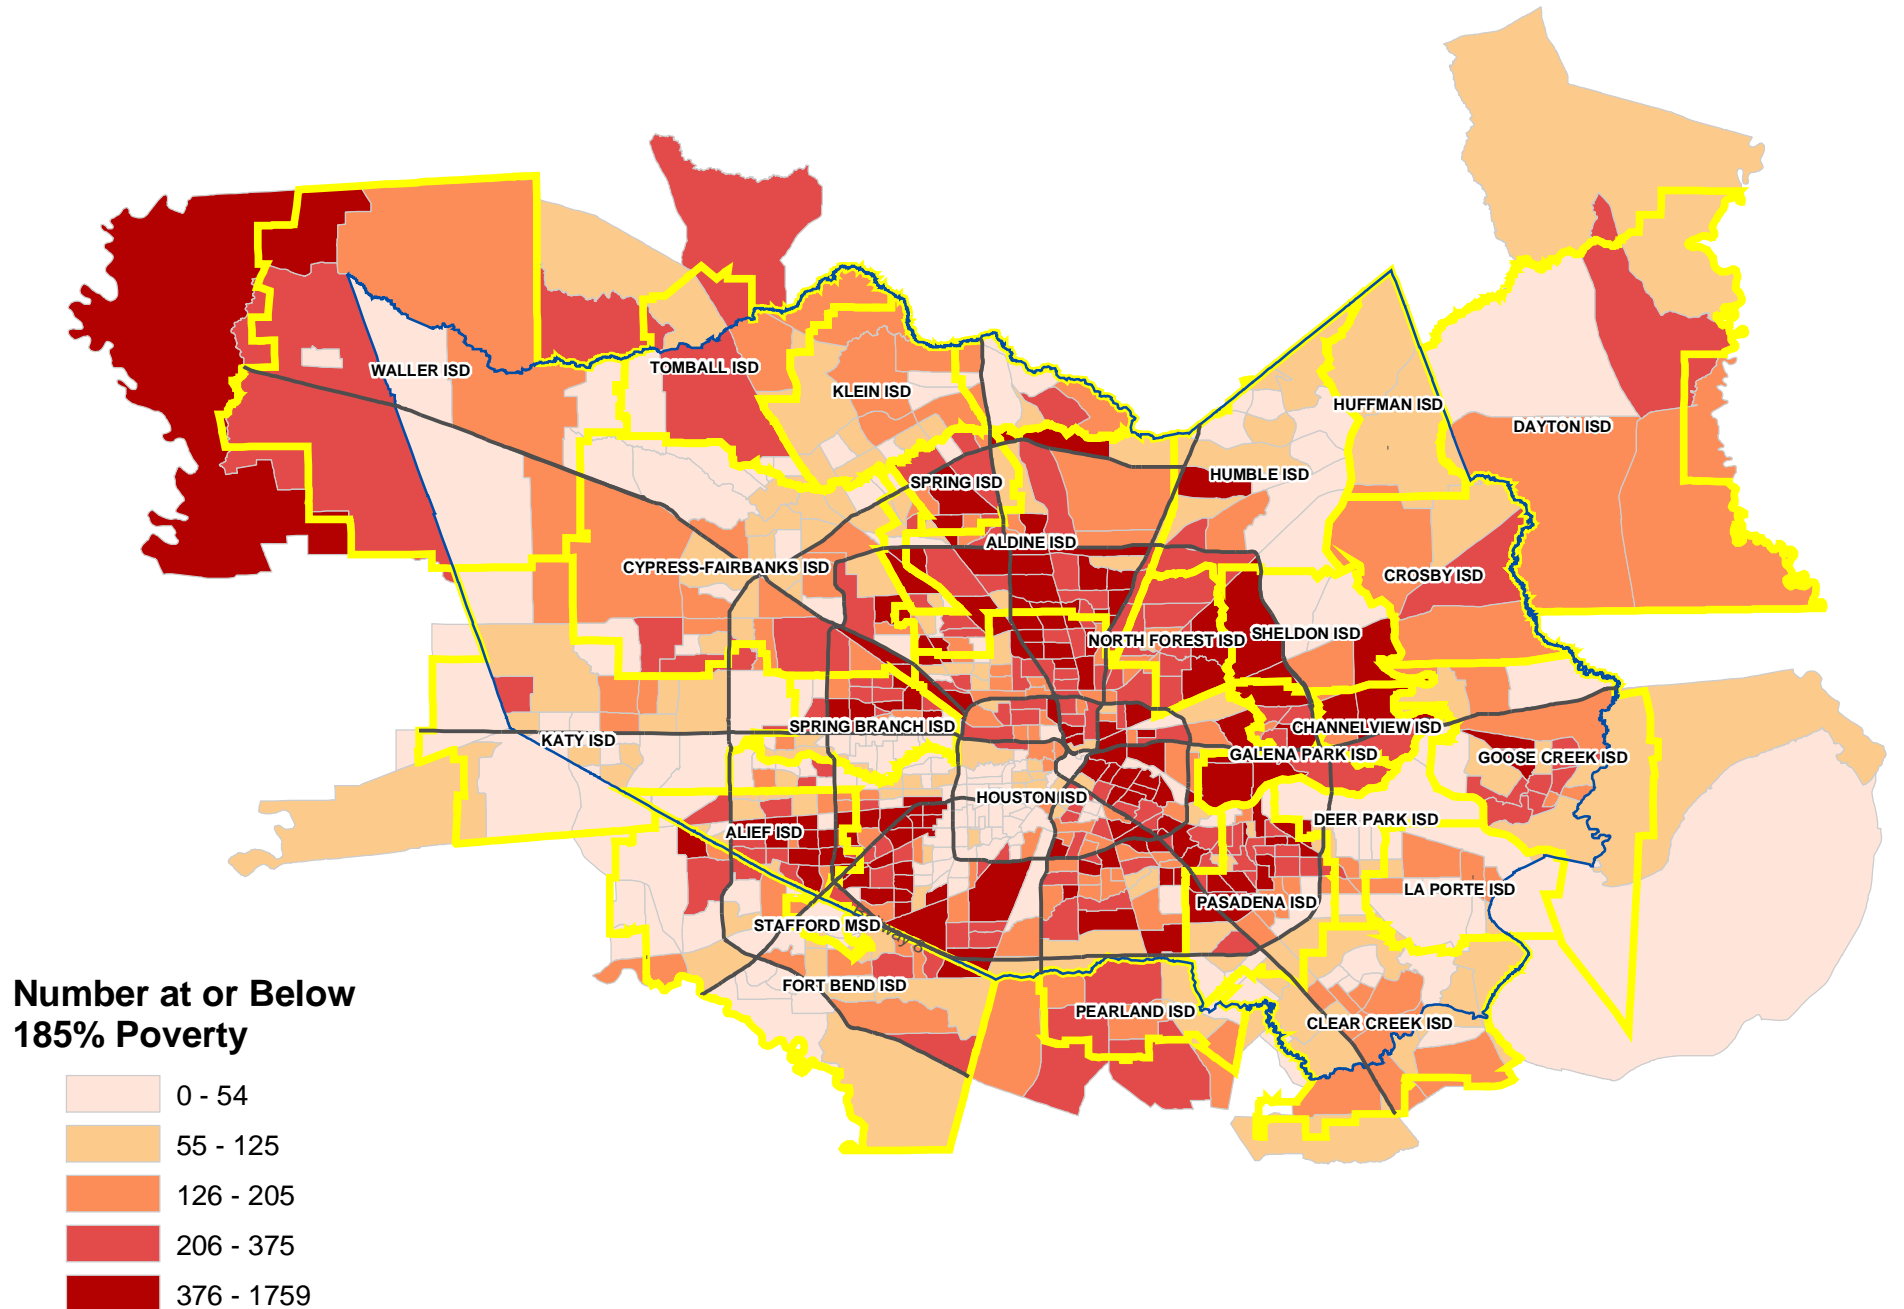 WALLER ISD
TOMBALL ISD
KLEIN ISD
HUFFMAN ISD
DAYTON ISD
SPRING ISD
HUMBLE ISD
ALDINE ISD
CYPRESS-FAIRBANKS ISD
CROSBY ISD
NORTH FOREST ISD
SHELDON ISD
SPRING BRANCH ISD
CHANNELVIEW ISD
KATY ISD
GALENA PARK ISD
GOOSE CREEK ISD
HOUSTON ISD
DEER PARK ISD
ALIEF ISD
LA PORTE ISD
PASADENA ISD
STAFFORD MSD
FORT BEND ISD
PEARLAND ISD
CLEAR CREEK ISD
Number at or Below
185% Poverty
0 - 54
55 - 125
126 - 205
206 - 375
376 - 1759